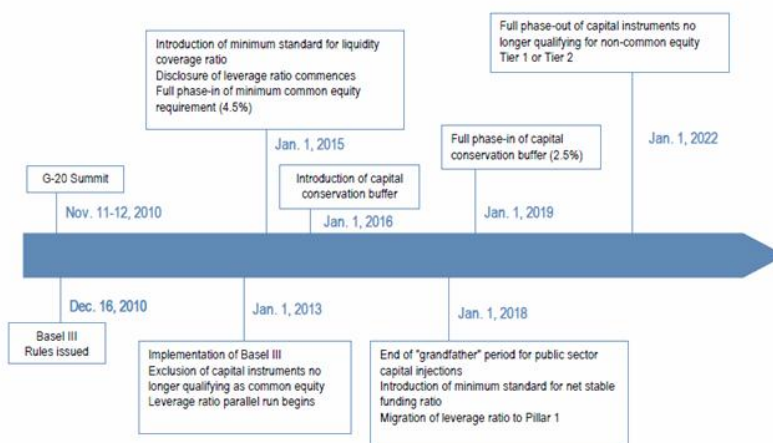 Introduction of minimum standard for liquidity
coverage ratio
Disclosure of leverage ratio commences
Full phase-in of minimum common equity
requirement (4.5%)
Jan. 1, 2015
Full phase-out of capital instruments no
longer qualifying for non-common equity
Tier 1 or Tier 2
Jan. 1, 2022
G-20 Summit
Nov. 11-12, 2010
Introduction of capital
conservation buffer
Jan. 1, 2016
Full phase-in of capital
conservation buffer (2.5%)
Jan. 1, 2019
Dec. 16, 2010
Basel III
Rules issued
Jan. 1, 2013
Implementation of Basel III
Exclusion of capital instruments no
longer qualifying as common equity
Leverage ratio parallel run begins
Jan. 1, 2018
End of "grandfather" period for public sector
capital injections
Introduction of minimum standard for net stable
funding ratio
Migration of leverage ratio to Pillar 1